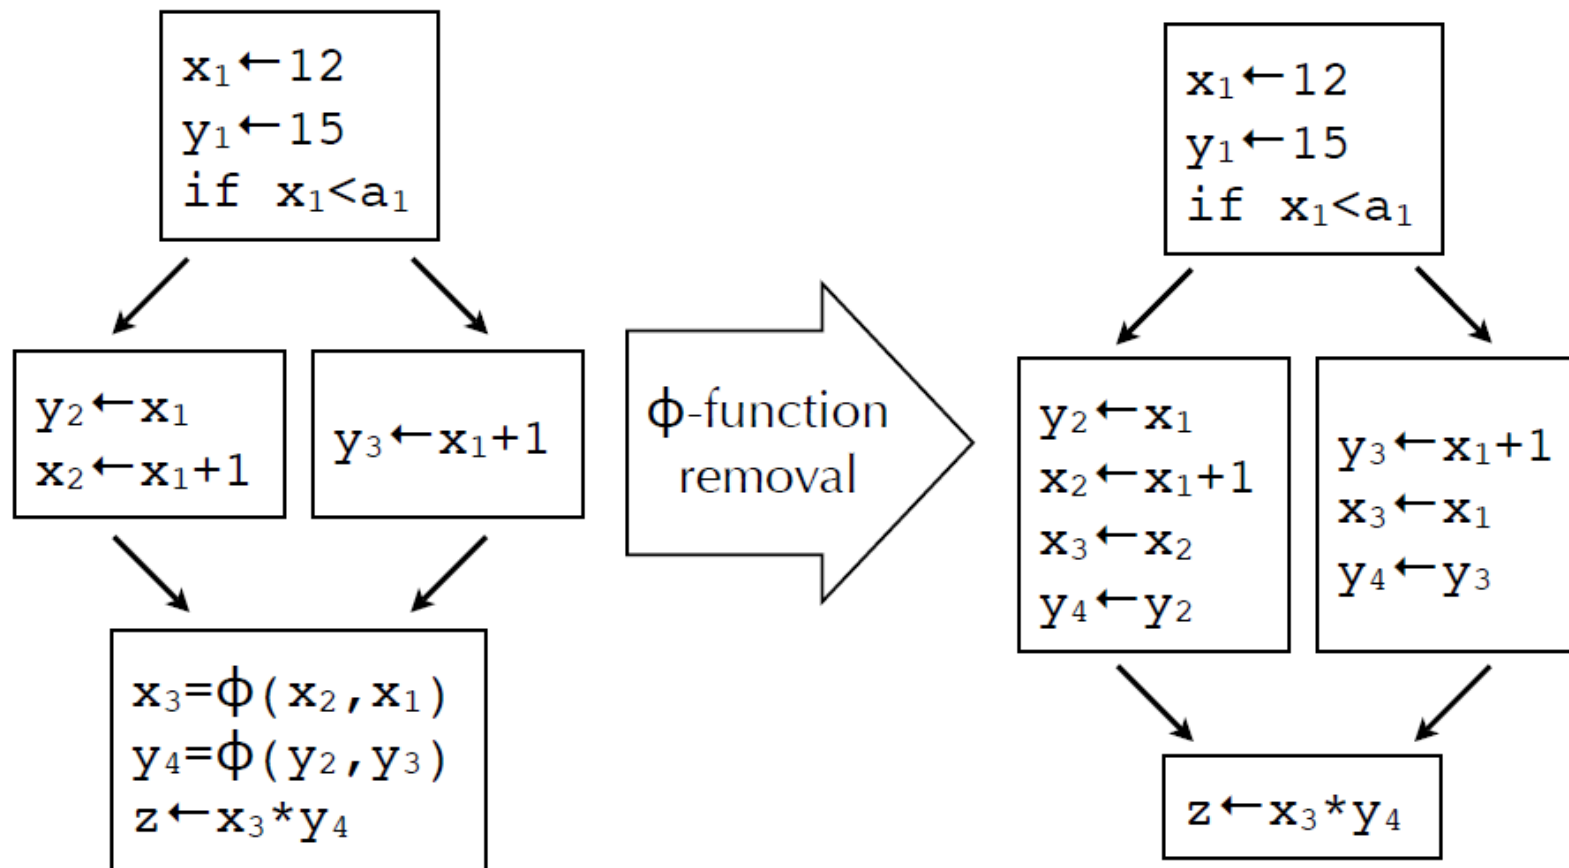 x₁←12
y₁←15
if x₁<a₁
y₂←x₁
x₂←x₁+1
y₃←x₁+1
x₃=ϕ(x₂,x₁)
y₄=ϕ(y₂,y₃)
z←x₃*y₄
ϕ-function
removal
x₁←12
y₁←15
if x₁<a₁
y₂←x₁
x₂←x₁+1
x₃←x₂
y₄←y₂
y₃←x₁+1
x₃←x₁
y₄←y₃
z←x₃*y₄